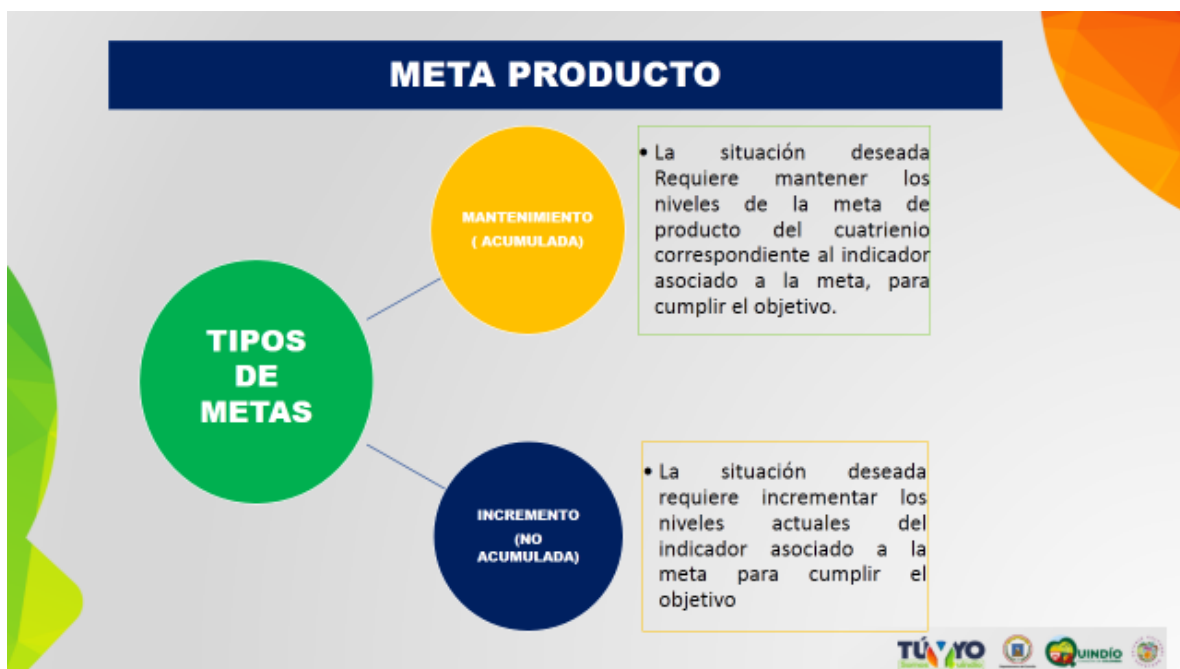 META PRODUCTO
MANTENIMIENTO
( ACUMULADA)
• La situación deseada
Requiere mantener los
niveles de la meta de
producto del cuatrienio
correspondiente al indicador
asociado a la meta, para
cumplir el objetivo.
TIPOS
DE
METAS
INCREMENTO
(NO
ACUMULADA)
• La situación deseada
requiere incrementar los
niveles actuales del
indicador asociado a la
meta para cumplir el
objetivo
TÚ Y YO
QUINDÍO